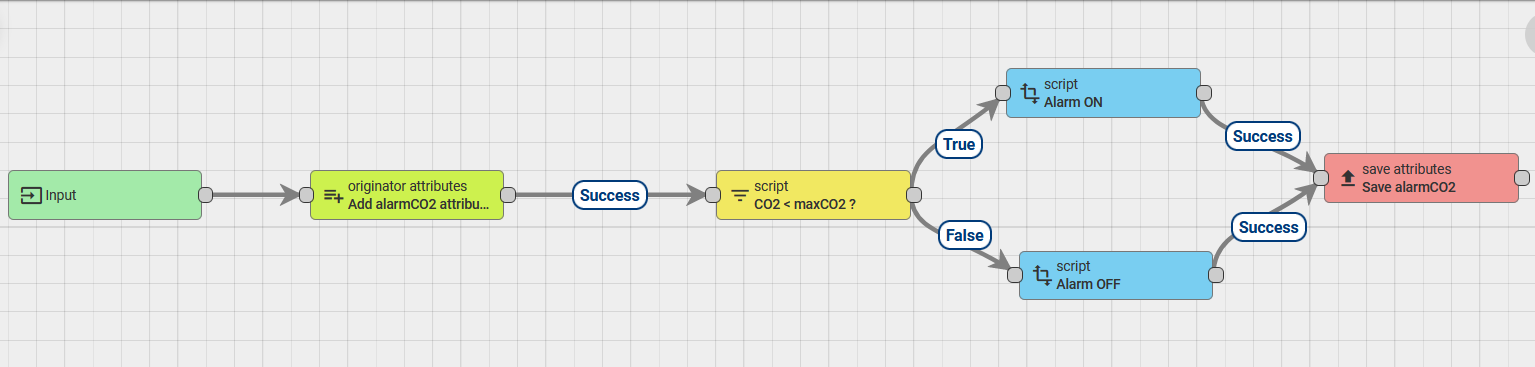 Input
originator attributes
Add alarmCO2 attribu...
Success
script
CO2 < maxCO2 ?
True
False
script
Alarm ON
script
Alarm OFF
Success
Success
save attributes
Save alarmCO2